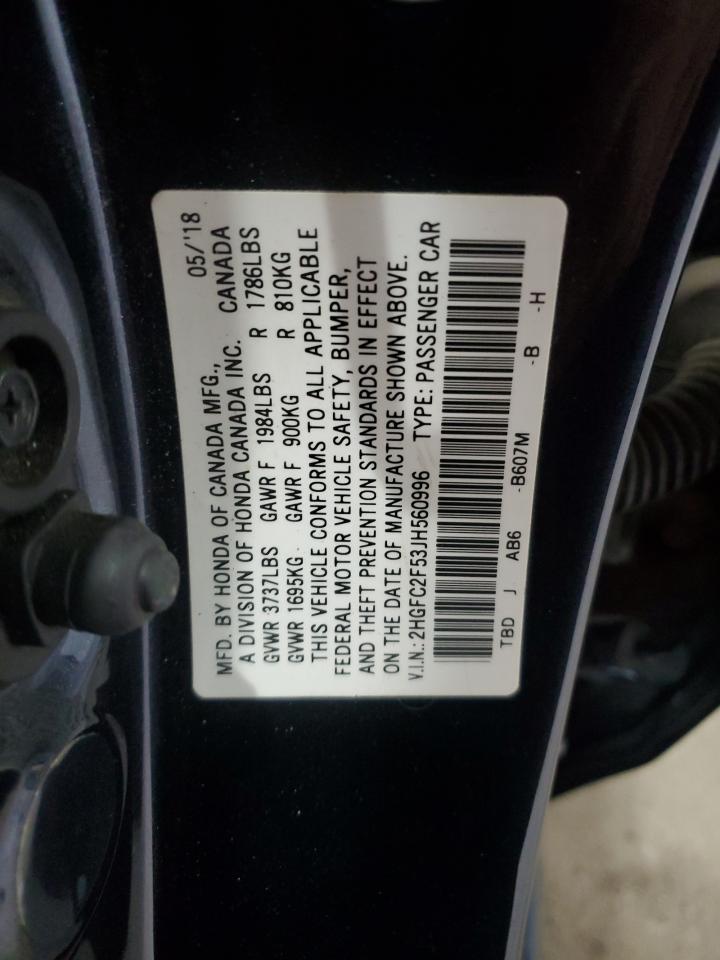 05/'18
MFD. BY HONDA OF CANADA MFG.,
A DIVISION OF HONDA CANADA INC. CANADA
GVWR 3737LBS GAWR F 1984LBS R 1786LBS
GVWR 1695KG GAWR F 900KG R 810KG
THIS VEHICLE CONFORMS TO ALL APPLICABLE
FEDERAL MOTOR VEHICLE SAFETY, BUMPER,
AND THEFT PREVENTION STANDARDS IN EFFECT
ON THE DATE OF MANUFACTURE SHOWN ABOVE.
V.I.N.: 2HGFC2F53JH560996 TYPE: PASSENGER CAR
TBD J AB6 -B607M -B -H